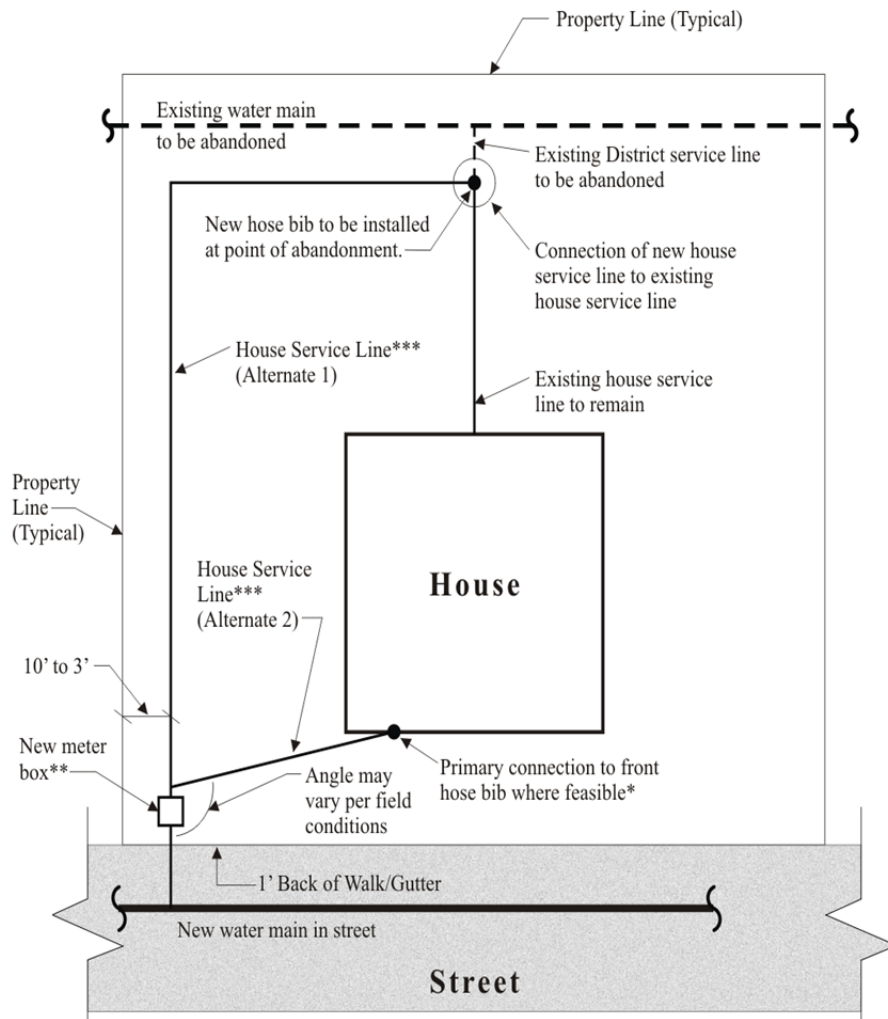 Property Line (Typical)
Existing water main
to be abandoned
Existing District service line
to be abandoned
New hose bib to be installed
at point of abandonment.
Connection of new house
service line to existing
house service line
House Service Line***
(Alternate 1)
Existing house service
line to remain
Property
Line
(Typical)
House Service
Line***
(Alternate 2)
House
10’ to 3’
New meter
box**
Angle may
vary per field
conditions
Primary connection to front
hose bib where feasible*
1’ Back of Walk/Gutter
New water main in street
Street